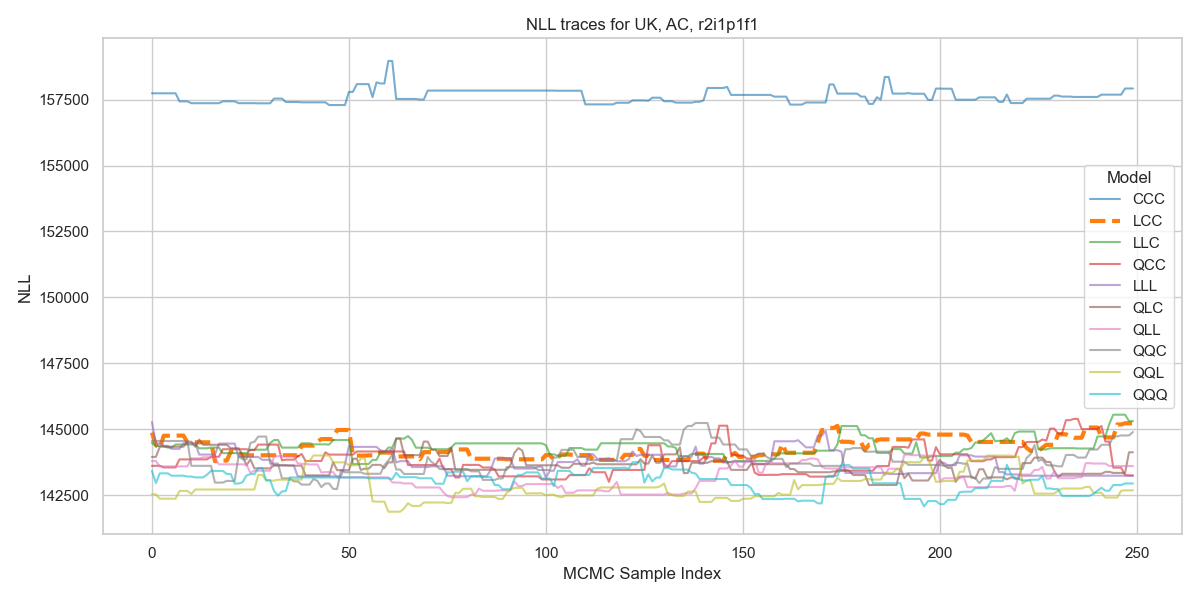 NLL traces for UK, AC, r2i1p1f1
NLL
157500
155000
152500
150000
147500
145000
142500
0
50
100
150
200
250
MCMC Sample Index
Model
CCC
LCC
LLC
QCC
LLL
QLC
QLL
QQC
QQL
QQQ